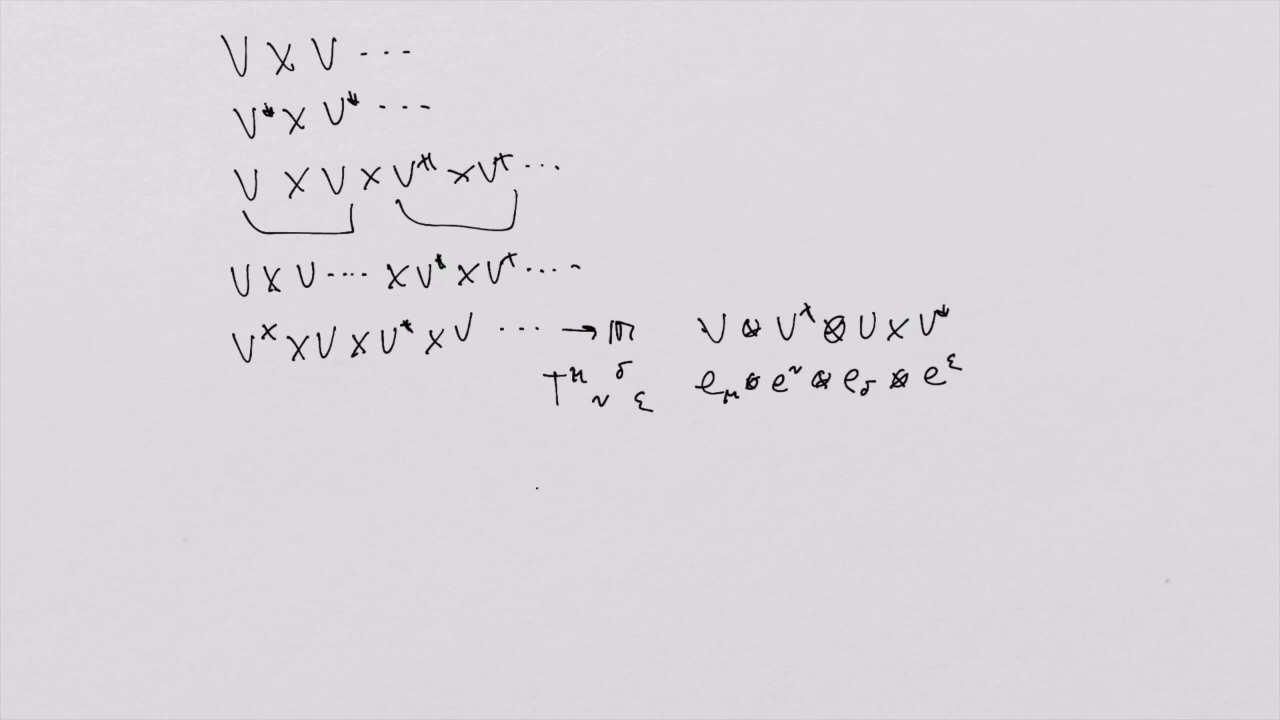 V × V ···
V* × V* ···
V × V × V* × V* ···
V × V ···· × V* × V* ····
V* × V × V* × V ··· → ℝ V ⊗ V* ⊗ V × V*
T^μ_ν^σ_ε e_μ ⊗ e^ν ⊗ e_σ ⊗ e^ε